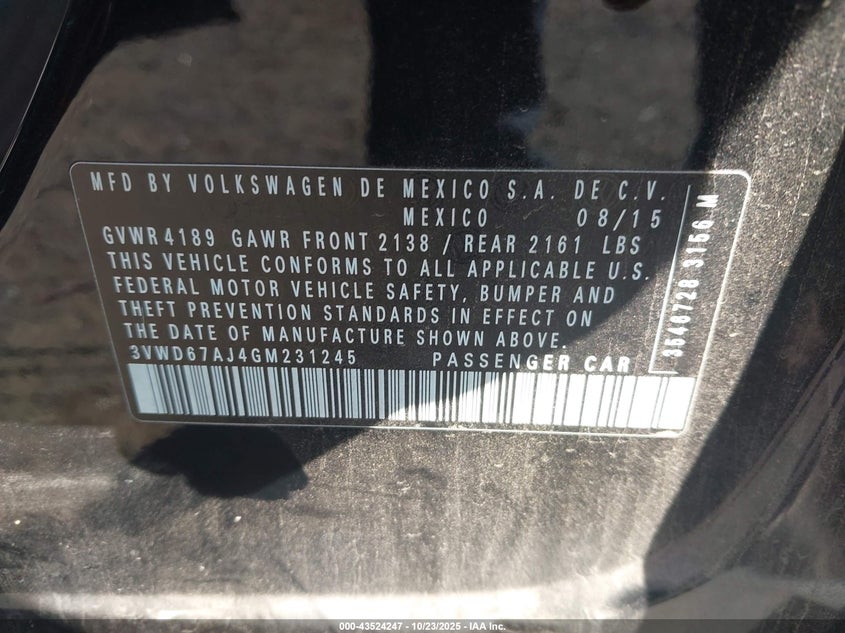 MFD BY VOLKSWAGEN DE MEXICO S.A. DE C.V.
MEXICO 08/15
GVWR 4189 GAWR FRONT 2138 / REAR 2161 LBS
THIS VEHICLE CONFORMS TO ALL APPLICABLE U.S.
FEDERAL MOTOR VEHICLE SAFETY, BUMPER AND
THEFT PREVENTION STANDARDS IN EFFECT ON
THE DATE OF MANUFACTURE SHOWN ABOVE.
3VWD67AJ4GM231245 PASSENGER CAR
3548728 3156 M
000-43524247 - 10/23/2025 - IAA Inc.